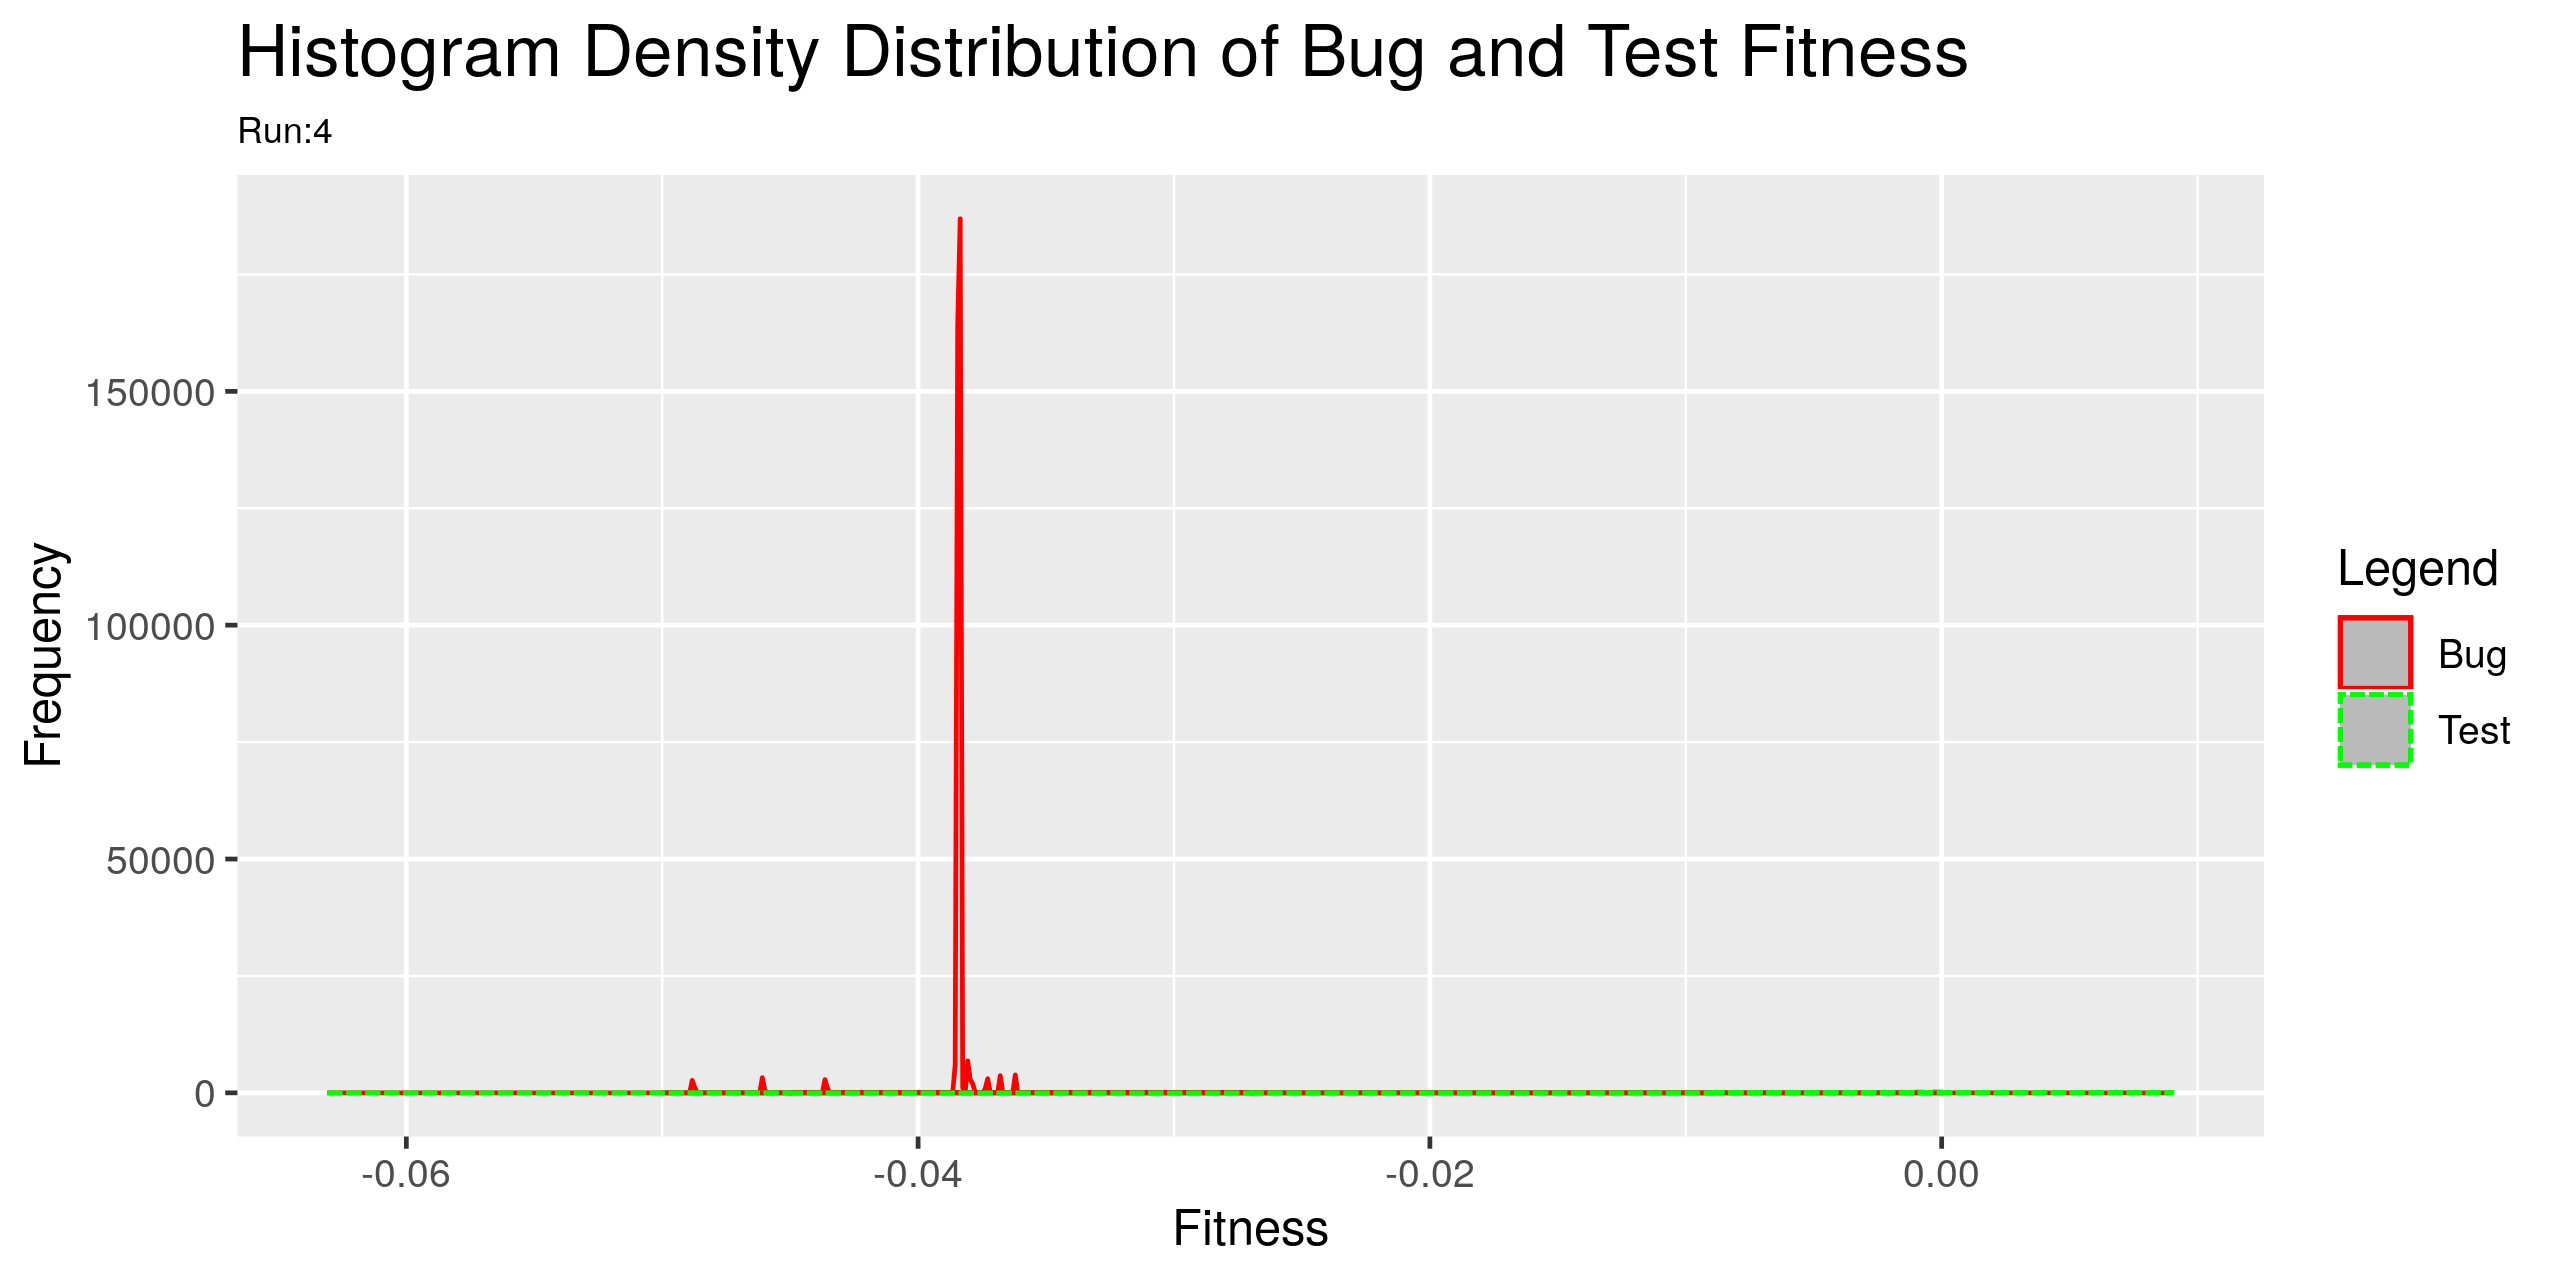 Histogram Density Distribution of Bug and Test Fitness
Run:4
Frequency
150000
100000
50000
0
-0.06
-0.04
-0.02
0.00
Fitness
Legend
Bug
Test